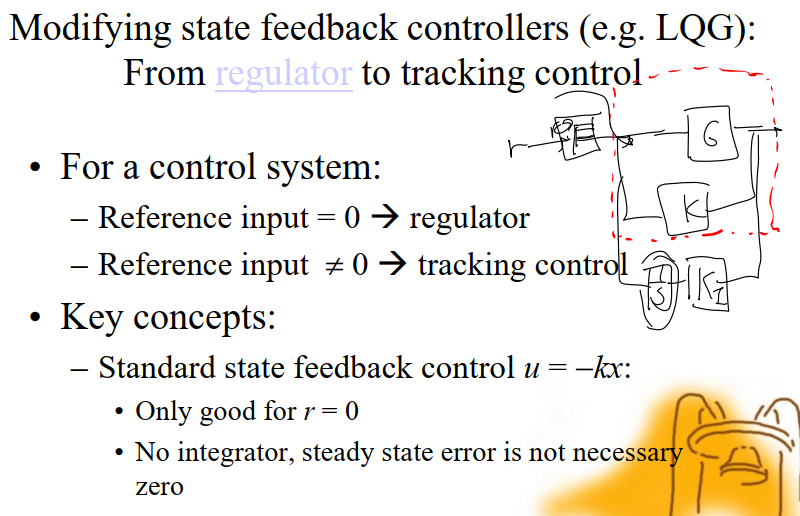 Modifying state feedback controllers (e.g. LQG):
From regulator to tracking control
r
G
K
• For a control system:
– Reference input = 0 → regulator
– Reference input ≠ 0 → tracking control
1/S
K_I
• Key concepts:
– Standard state feedback control u = –kx:
• Only good for r = 0
• No integrator, steady state error is not necessary
zero